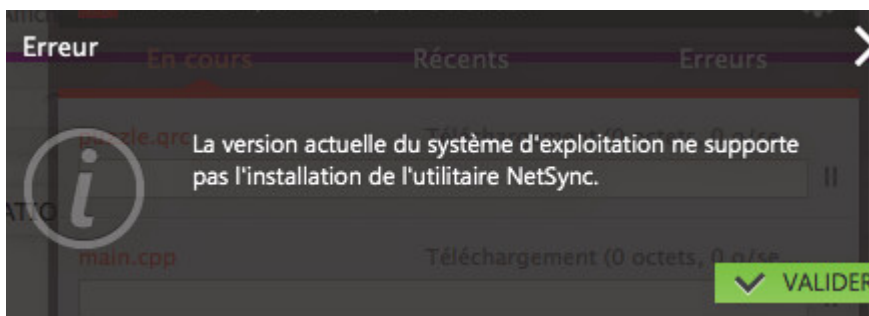 Erreur
En cours Récents Erreurs
La version actuelle du système d'exploitation ne supporte
pas l'installation de l'utilitaire NetSync.
main.cpp Téléchargement (0 octets, 0 o/se...
VALIDER